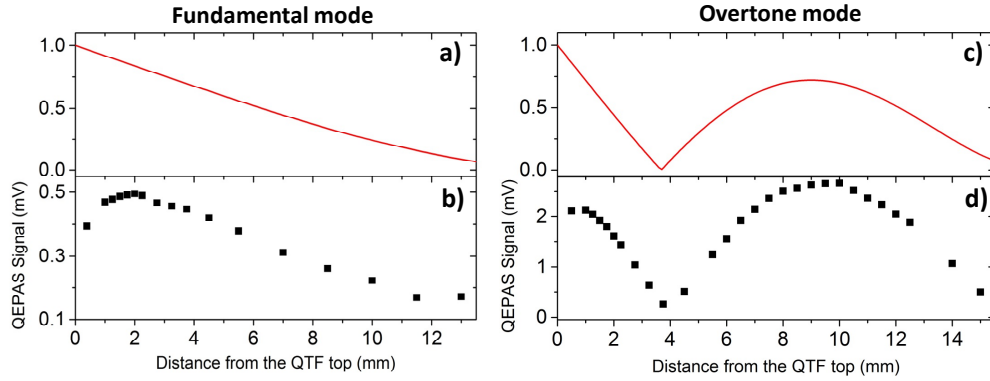 Fundamental mode
Overtone mode
a)
1.0
0.5
0.0
c)
1.0
0.5
0.0
b)
0.5
0.3
0.1
QEPAS Signal (mV)
0 2 4 6 8 10 12
Distance from the QTF top (mm)
d)
2
1
0
QEPAS Signal (mV)
0 2 4 6 8 10 12 14
Distance from the QTF top (mm)